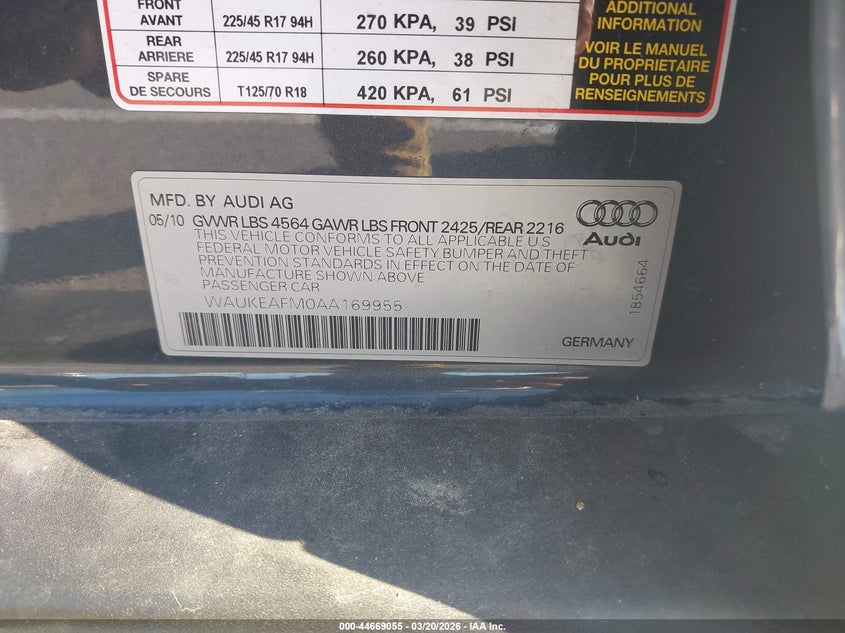 FRONT
AVANT 225/45 R17 94H 270 KPA, 39 PSI
REAR
ARRIERE 225/45 R17 94H 260 KPA, 38 PSI
SPARE
DE SECOURS T125/70 R18 420 KPA, 61 PSI
ADDITIONAL
INFORMATION
VOIR LE MANUEL
DU PROPRIETAIRE
POUR PLUS DE
RENSEIGNEMENTS
MFD. BY AUDI AG
05/10 GVWR LBS 4564 GAWR LBS FRONT 2425/REAR 2216
THIS VEHICLE CONFORMS TO ALL APPLICABLE U S
FEDERAL MOTOR VEHICLE SAFETY,BUMPER AND THEFT
PREVENTION STANDARDS IN EFFECT ON THE DATE OF
MANUFACTURE SHOWN ABOVE
PASSENGER CAR
WAUKEAFM0AA169955
Audi
1854664
GERMANY
000-44669055 | 03/20/2026 | IAA Inc.